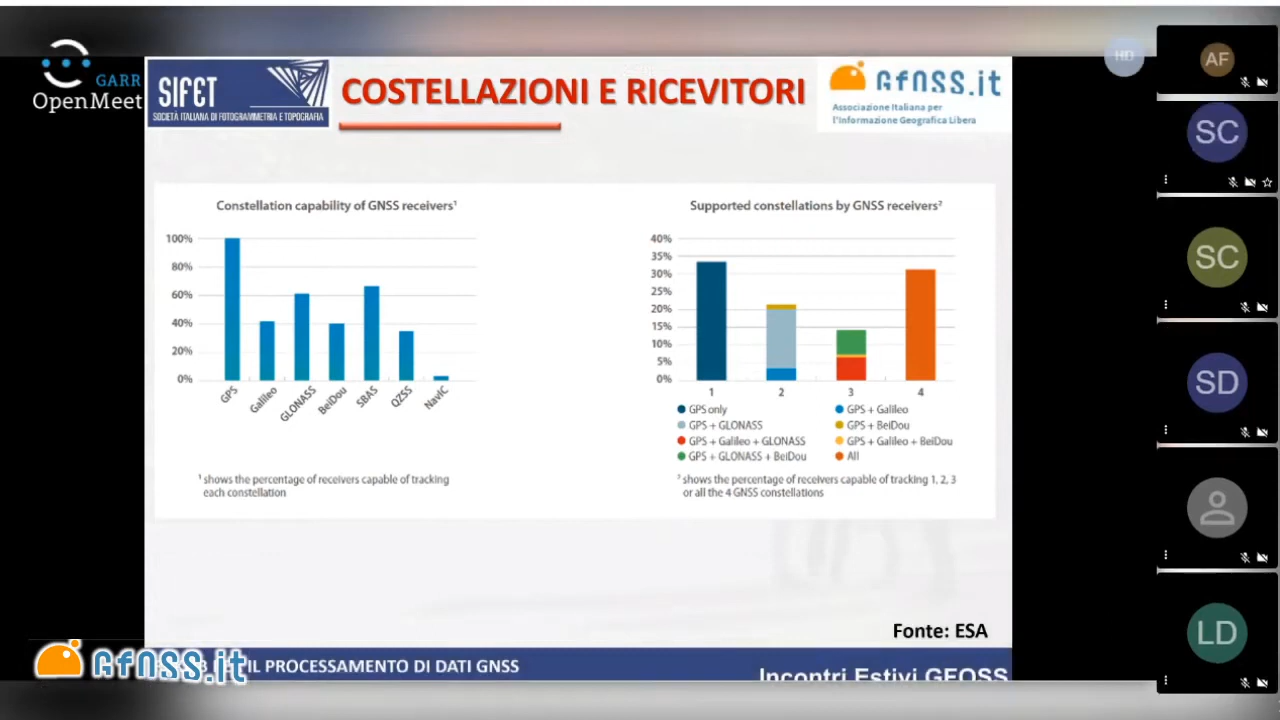 GARR
OpenMeet
SIFET
SOCIETÀ ITALIANA DI FOTOGRAMMETRIA E TOPOGRAFIA
COSTELLAZIONI E RICEVITORI
GFOSS.it
Associazione Italiana per
l'Informazione Geografica Libera
HD
AF
SC
SC
SD
LD
Constellation capability of GNSS receivers¹
100%
80%
60%
40%
20%
0%
GPS
Galileo
GLONASS
BeiDou
SBAS
QZSS
NavIC
¹ shows the percentage of receivers capable of tracking
each constellation
Supported constellations by GNSS receivers²
40%
35%
30%
25%
20%
15%
10%
5%
0%
1 2 3 4
GPS only
GPS + Galileo
GPS + GLONASS
GPS + BeiDou
GPS + Galileo + GLONASS
GPS + Galileo + BeiDou
GPS + GLONASS + BeiDou
All
² shows the percentage of receivers capable of tracking 1, 2, 3
or all the 4 GNSS constellations
Fonte: ESA
GFOSS.it
IL PROCESSAMENTO DI DATI GNSS
Incontri Estivi GFOSS